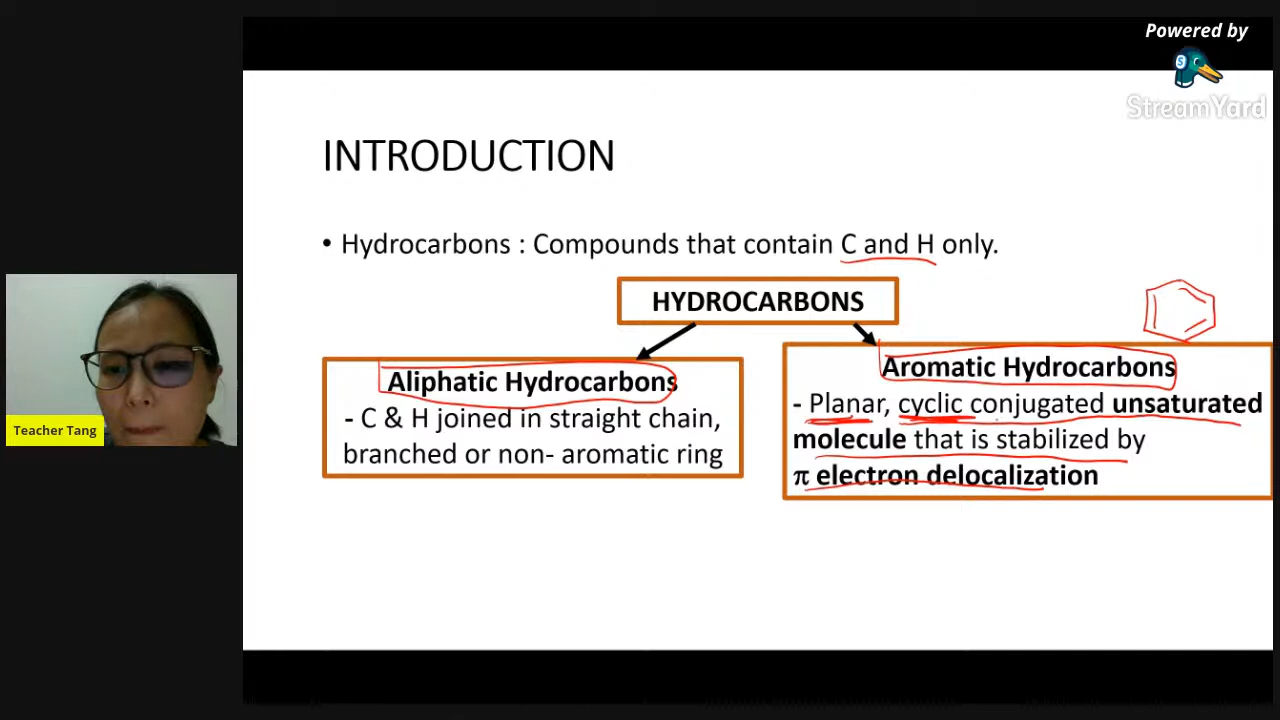 Powered by
StreamYard
INTRODUCTION
• Hydrocarbons : Compounds that contain C and H only.
HYDROCARBONS
Aliphatic Hydrocarbons
- C & H joined in straight chain,
branched or non- aromatic ring
Aromatic Hydrocarbons
- Planar, cyclic conjugated unsaturated
molecule that is stabilized by
π electron delocalization
Teacher Tang